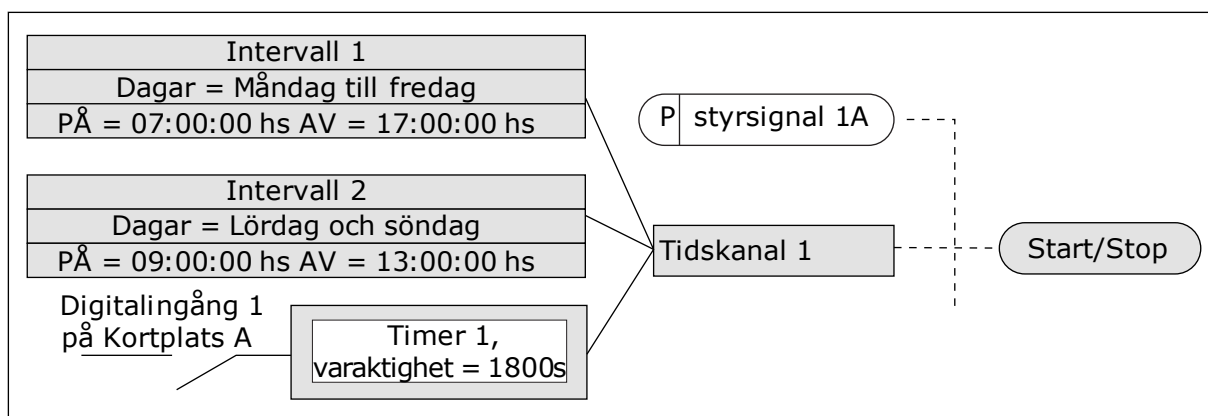 Intervall 1
Dagar = Måndag till fredag
PÅ = 07:00:00 hs AV = 17:00:00 hs
P styrsignal 1A
Intervall 2
Dagar = Lördag och söndag
PÅ = 09:00:00 hs AV = 13:00:00 hs
Tidskanal 1
Start/Stop
Digitalingång 1
på Kortplats A
Timer 1,
varaktighet = 1800s